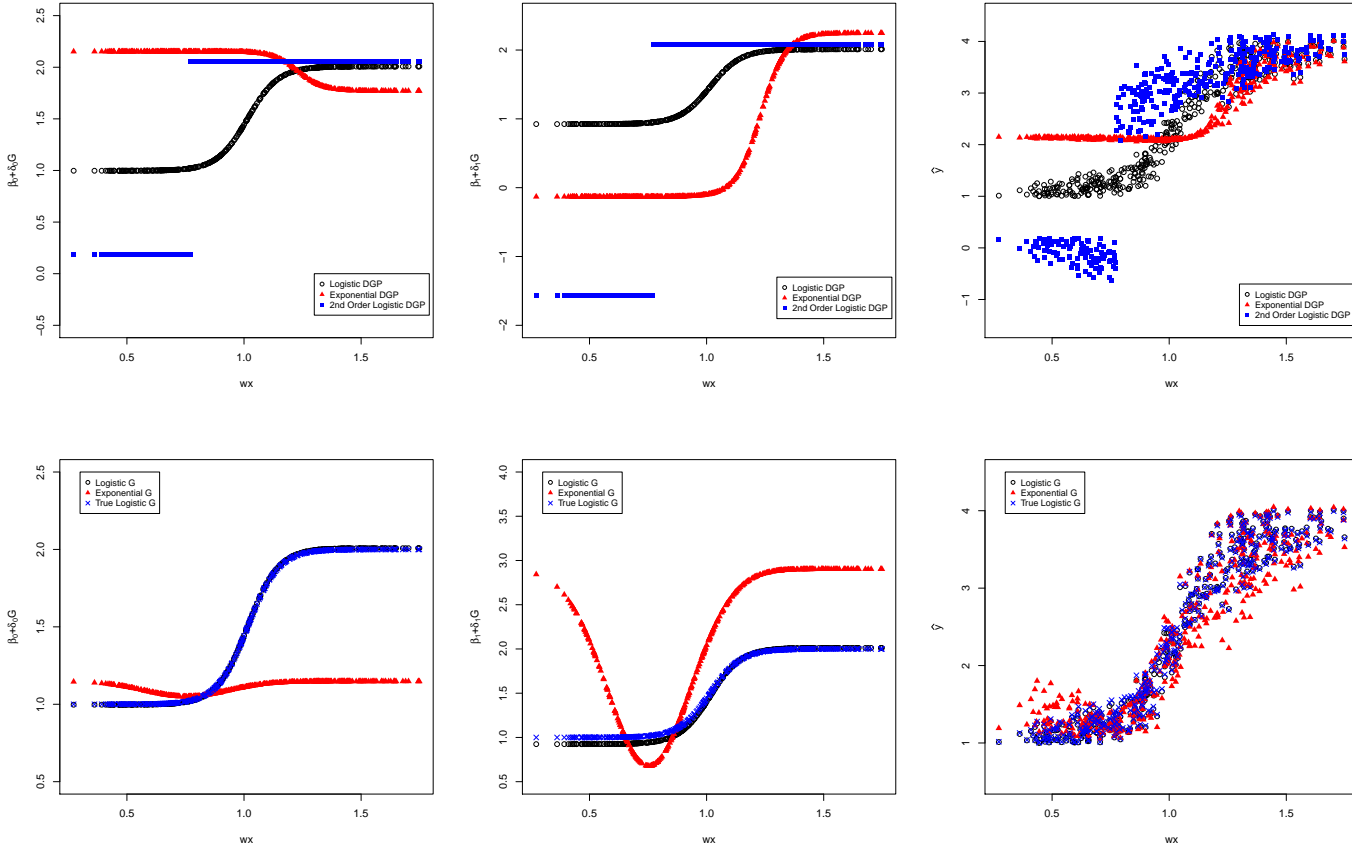 2.5
2.0
1.5
1.0
0.5
0.0
−0.5
β₀+δ₀G
0.5 1.0 1.5
wx
Logistic DGP
Exponential DGP
2nd Order Logistic DGP
2
1
0
−1
−2
β₁+δ₁G
0.5 1.0 1.5
wx
Logistic DGP
Exponential DGP
2nd Order Logistic DGP
4
3
2
1
0
−1
ŷ
0.5 1.0 1.5
wx
Logistic DGP
Exponential DGP
2nd Order Logistic DGP
2.5
2.0
1.5
1.0
0.5
β₀+δ₀G
0.5 1.0 1.5
wx
Logistic G
Exponential G
True Logistic G
4.0
3.5
3.0
2.5
2.0
1.5
1.0
0.5
β₁+δ₁G
0.5 1.0 1.5
wx
Logistic G
Exponential G
True Logistic G
4
3
2
1
ŷ
0.5 1.0 1.5
wx
Logistic G
Exponential G
True Logistic G